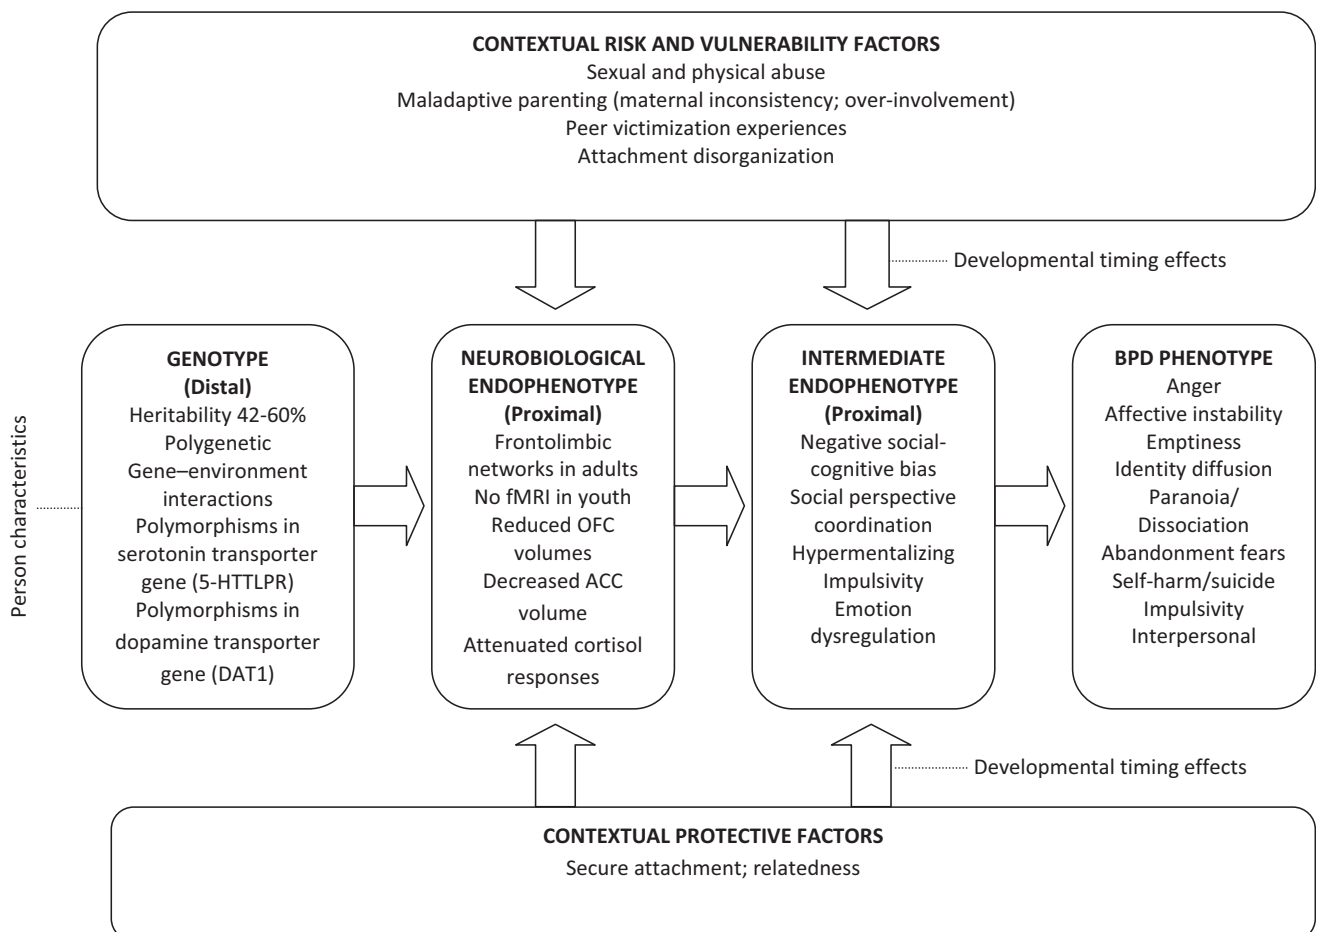 CONTEXTUAL RISK AND VULNERABILITY FACTORS
Sexual and physical abuse
Maladaptive parenting (maternal inconsistency; over-involvement)
Peer victimization experiences
Attachment disorganization
Developmental timing effects
Person characteristics
GENOTYPE
(Distal)
Heritability 42-60%
Polygenetic
Gene–environment
interactions
Polymorphisms in
serotonin transporter
gene (5-HTTLPR)
Polymorphisms in
dopamine transporter
gene (DAT1)
NEUROBIOLOGICAL
ENDOPHENOTYPE
(Proximal)
Frontolimbic
networks in adults
No fMRI in youth
Reduced OFC
volumes
Decreased ACC
volume
Attenuated cortisol
responses
INTERMEDIATE
ENDOPHENOTYPE
(Proximal)
Negative social-
cognitive bias
Social perspective
coordination
Hypermentalizing
Impulsivity
Emotion
dysregulation
BPD PHENOTYPE
Anger
Affective instability
Emptiness
Identity diffusion
Paranoia/
Dissociation
Abandonment fears
Self-harm/suicide
Impulsivity
Interpersonal
Developmental timing effects
CONTEXTUAL PROTECTIVE FACTORS
Secure attachment; relatedness